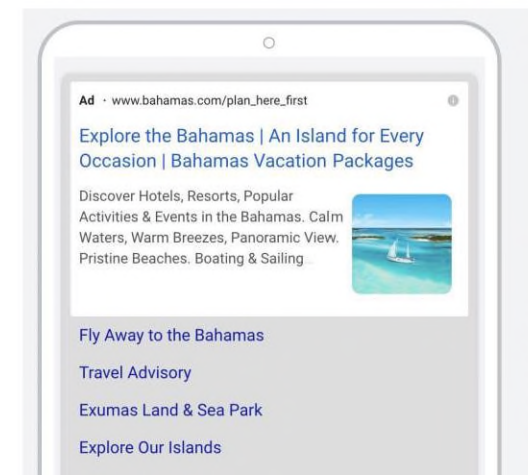 Ad · www.bahamas.com/plan_here_first
Explore the Bahamas | An Island for Every
Occasion | Bahamas Vacation Packages
Discover Hotels, Resorts, Popular
Activities & Events in the Bahamas. Calm
Waters, Warm Breezes, Panoramic View.
Pristine Beaches. Boating & Sailing
Fly Away to the Bahamas
Travel Advisory
Exumas Land & Sea Park
Explore Our Islands